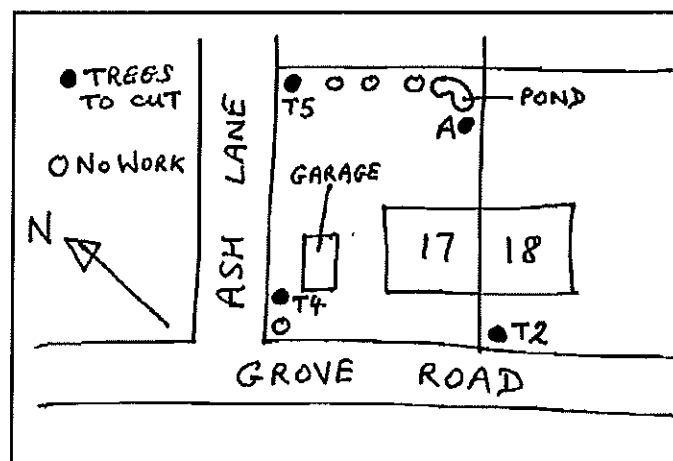 ● TREES
TO CUT
○ NO WORK
N
ASH LANE
T5
POND
A
GARAGE
17
18
T4
T2
GROVE ROAD